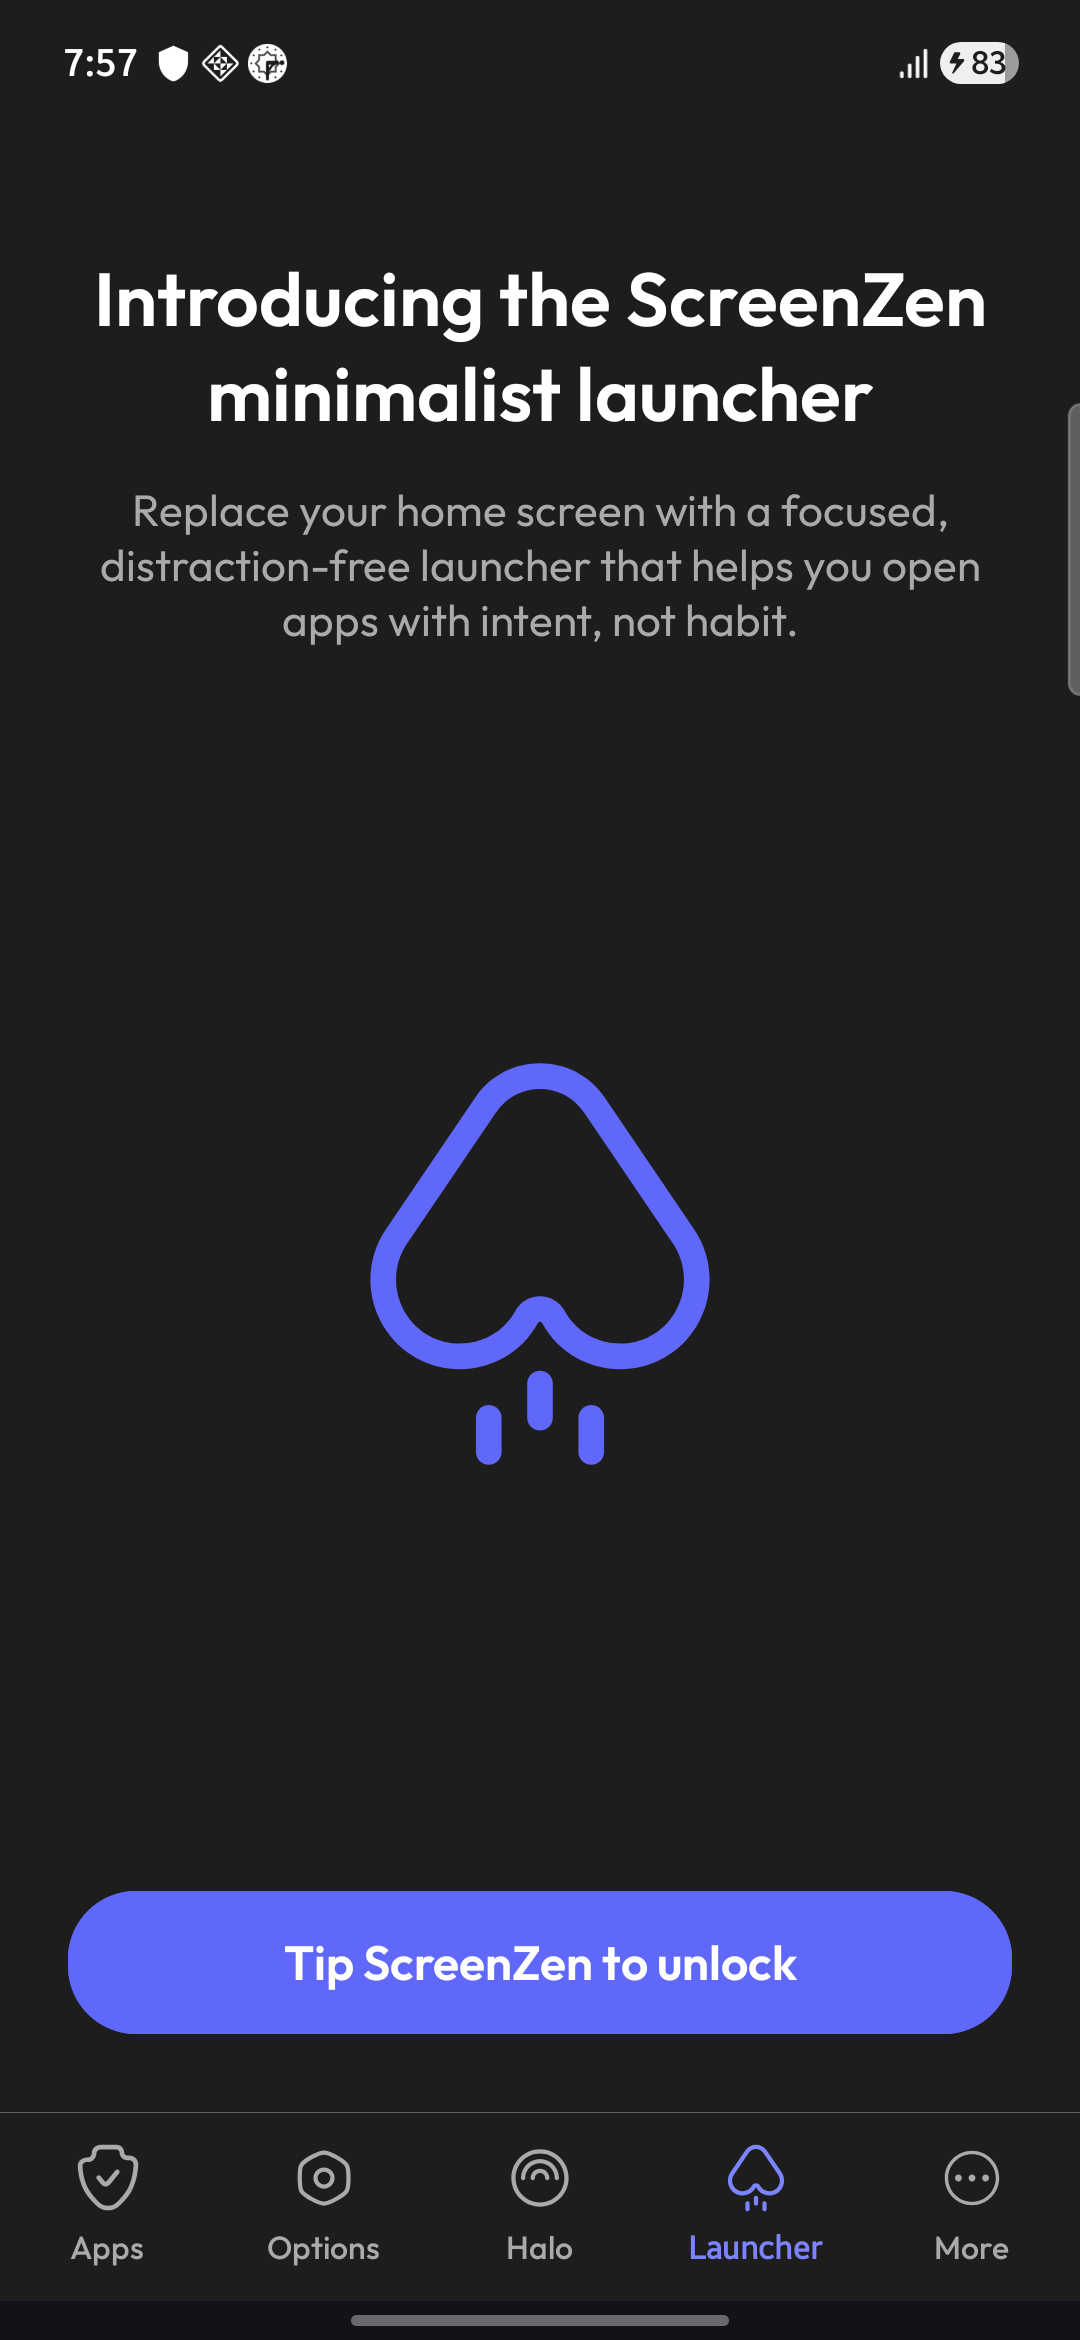 7:57
83
Introducing the ScreenZen
minimalist launcher
Replace your home screen with a focused,
distraction-free launcher that helps you open
apps with intent, not habit.
Tip ScreenZen to unlock
Apps
Options
Halo
Launcher
More